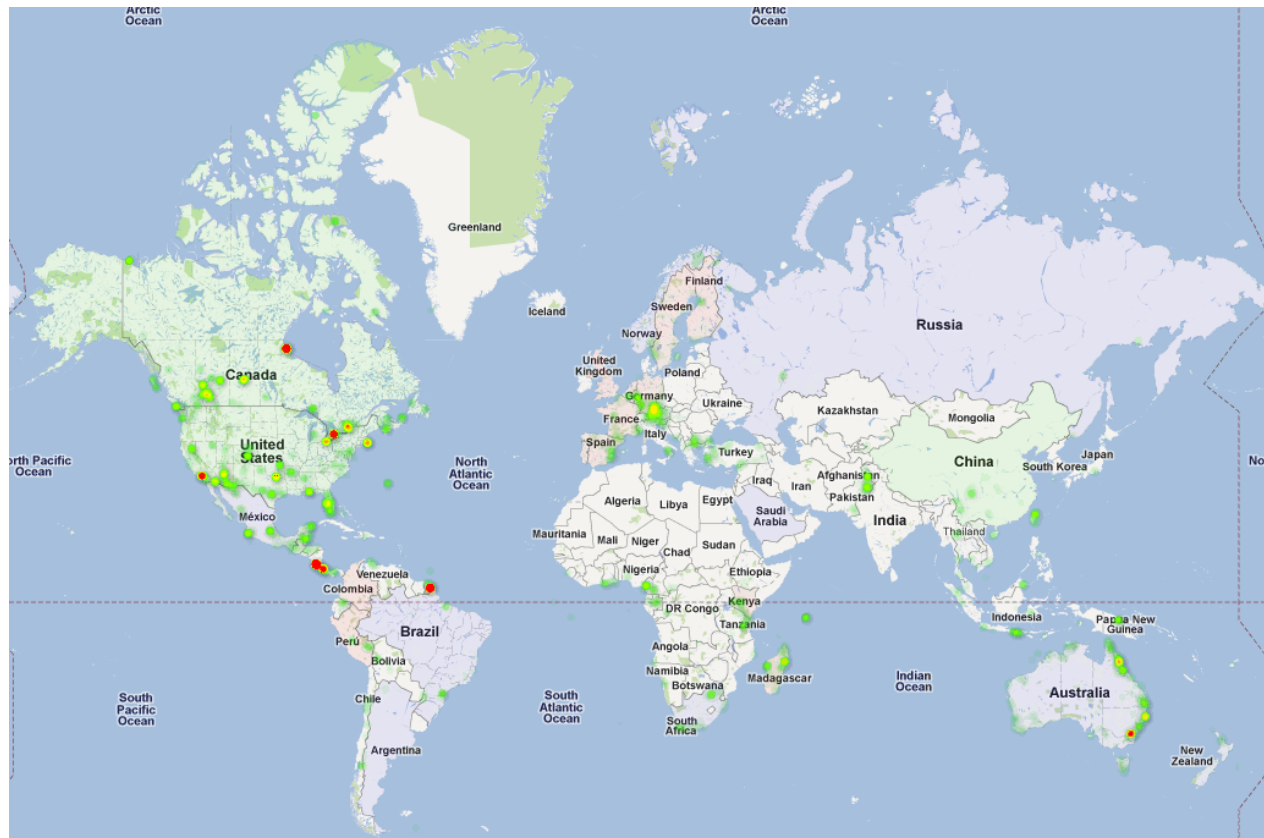 Arctic
Ocean
Arctic
Ocean
Greenland
Iceland
Finland
Sweden
Norway
Russia
United
Kingdom
Canada
Poland
Germany
Ukraine
Kazakhstan
Mongolia
France
Italy
Spain
United
States
Turkey
China
Japan
South Korea
orth Pacific
Ocean
North
Atlantic
Ocean
No
Afghanistan
Iraq
Iran
Pakistan
Algeria
Libya
Egypt
Saudi
Arabia
India
México
Mauritania
Mali
Niger
Chad
Sudan
Thailand
Nigeria
Ethiopia
Venezuela
Colombia
DR Congo
Kenya
Tanzania
Indonesia
Papua New
Guinea
Brazil
Perú
Bolivia
Angola
Namibia
Botswana
Madagascar
Indian
Ocean
Australia
South
Pacific
Ocean
Chile
South
Atlantic
Ocean
South
Africa
Argentina
New
Zealand